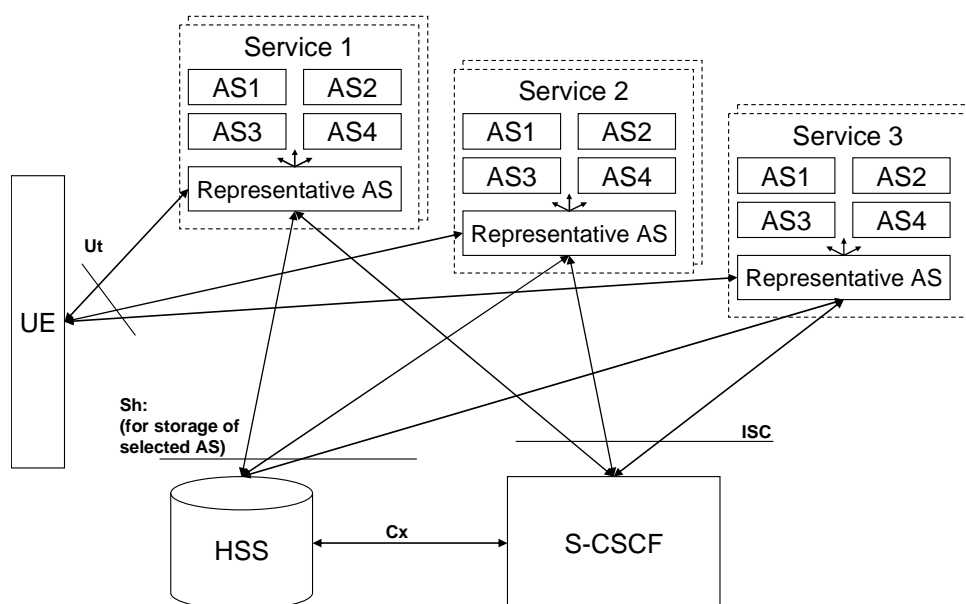 Service 1
AS1 AS2
AS3 AS4
Representative AS
Service 2
AS1 AS2
AS3 AS4
Representative AS
Service 3
AS1 AS2
AS3 AS4
Representative AS
Ut
UE
Sh:
(for storage of
selected AS)
ISC
HSS
Cx
S-CSCF